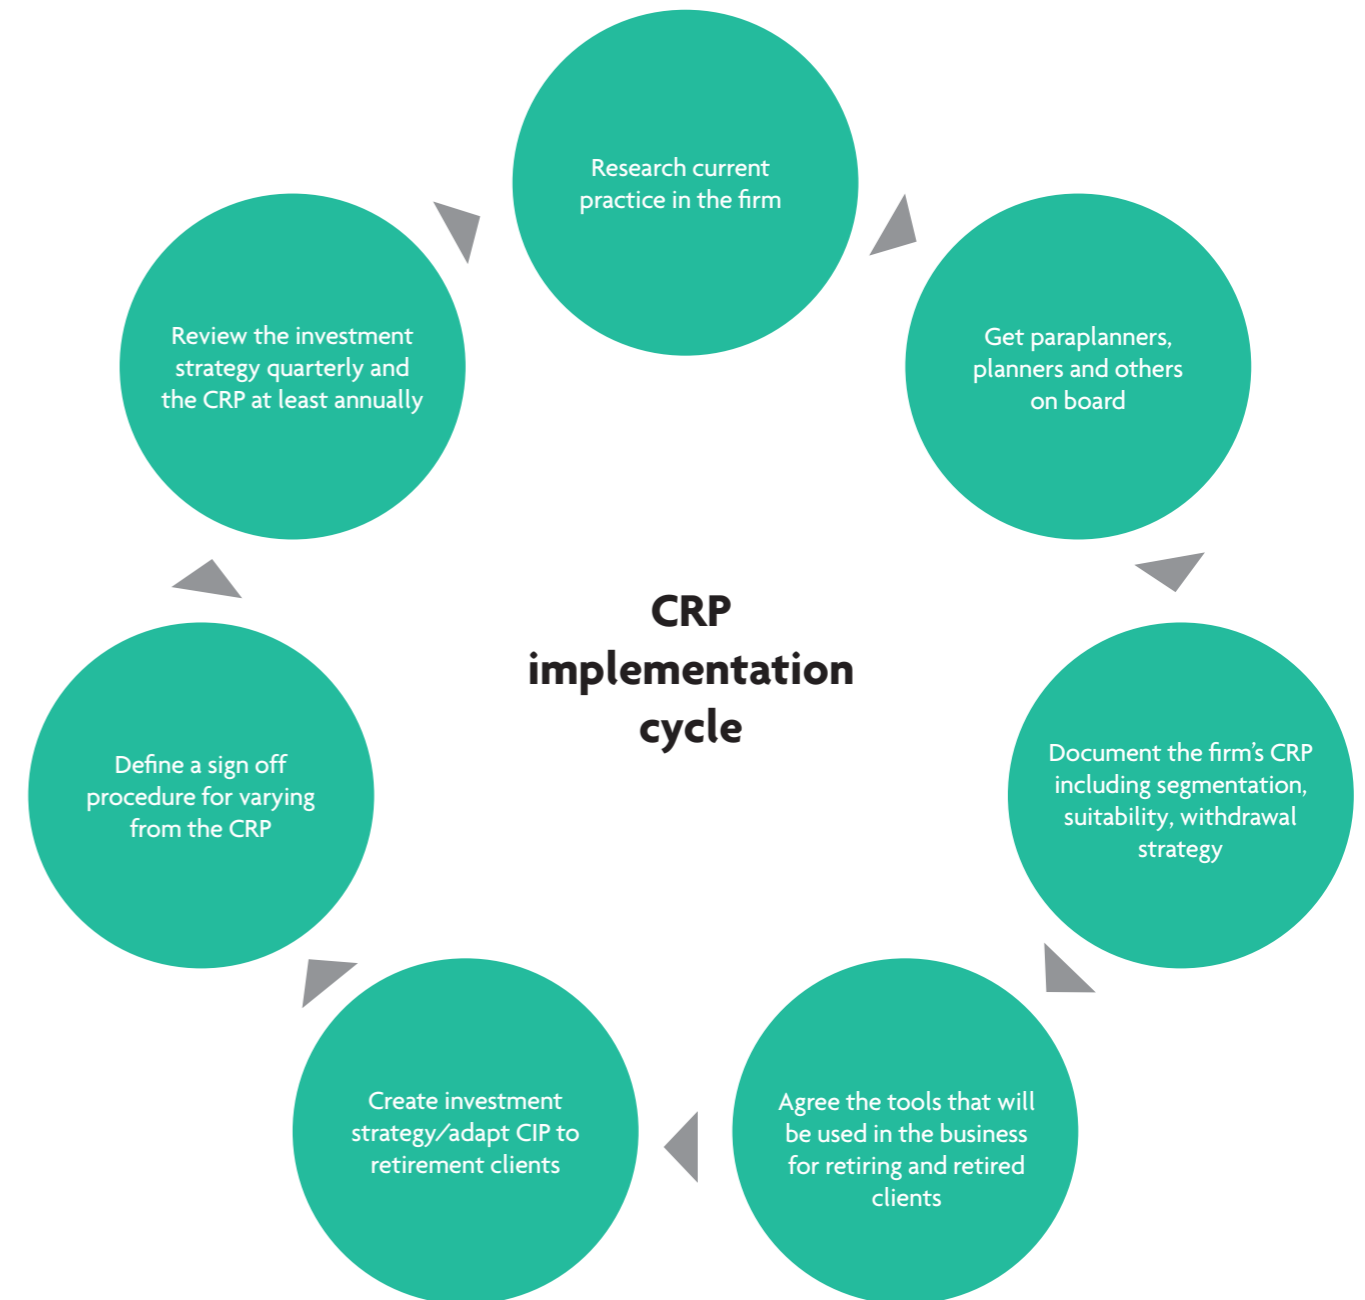 Research current
practice in the firm
Get paraplanners,
planners and others
on board
Document the firm’s CRP
including segmentation,
suitability, withdrawal
strategy
Agree the tools that will
be used in the business
for retiring and retired
clients
Create investment
strategy/adapt CIP to
retirement clients
Define a sign off
procedure for varying
from the CRP
Review the investment
strategy quarterly and
the CRP at least annually
CRP
implementation
cycle